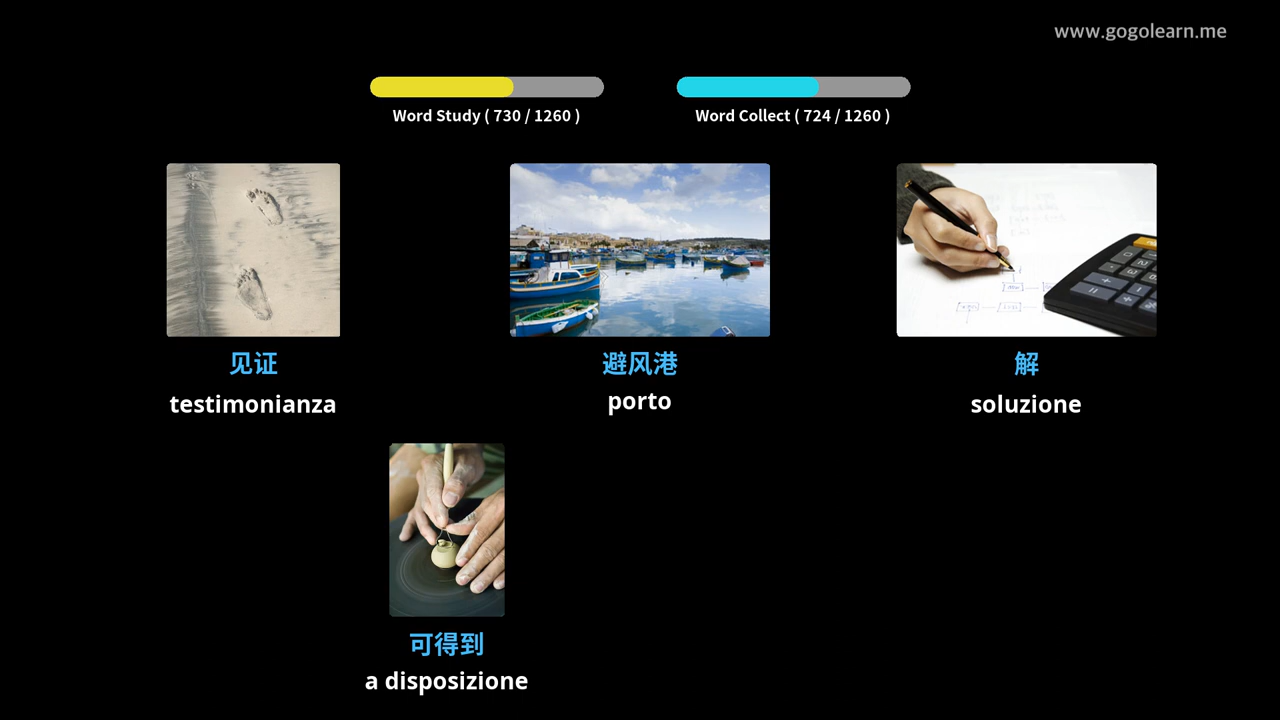 www.gogolearn.me
Word Study ( 730 / 1260 )
Word Collect ( 724 / 1260 )
见证
testimonianza
避风港
porto
解
soluzione
可得到
a disposizione